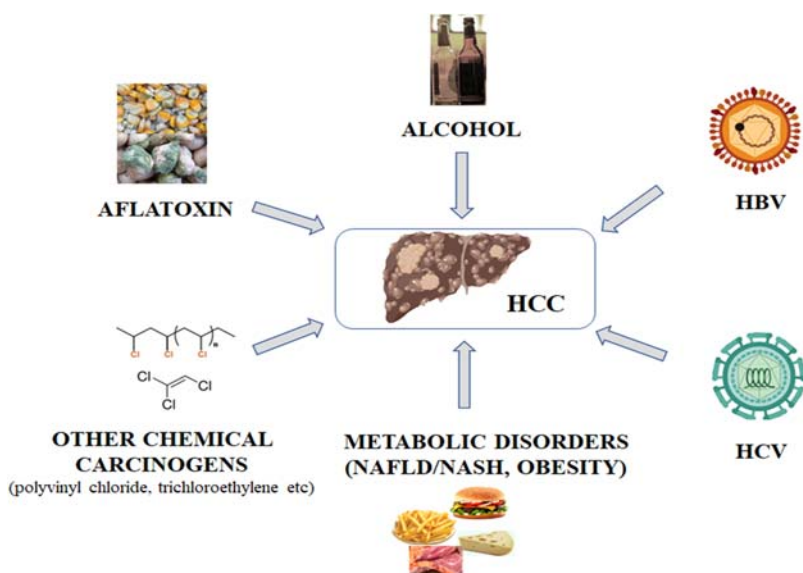 ALCOHOL
AFLATOXIN
HBV
HCC
Cl Cl Cl
n
Cl
Cl
Cl
OTHER CHEMICAL
CARCINOGENS
(polyvinyl chloride, trichloroethylene etc)
METABOLIC DISORDERS
(NAFLD/NASH, OBESITY)
HCV